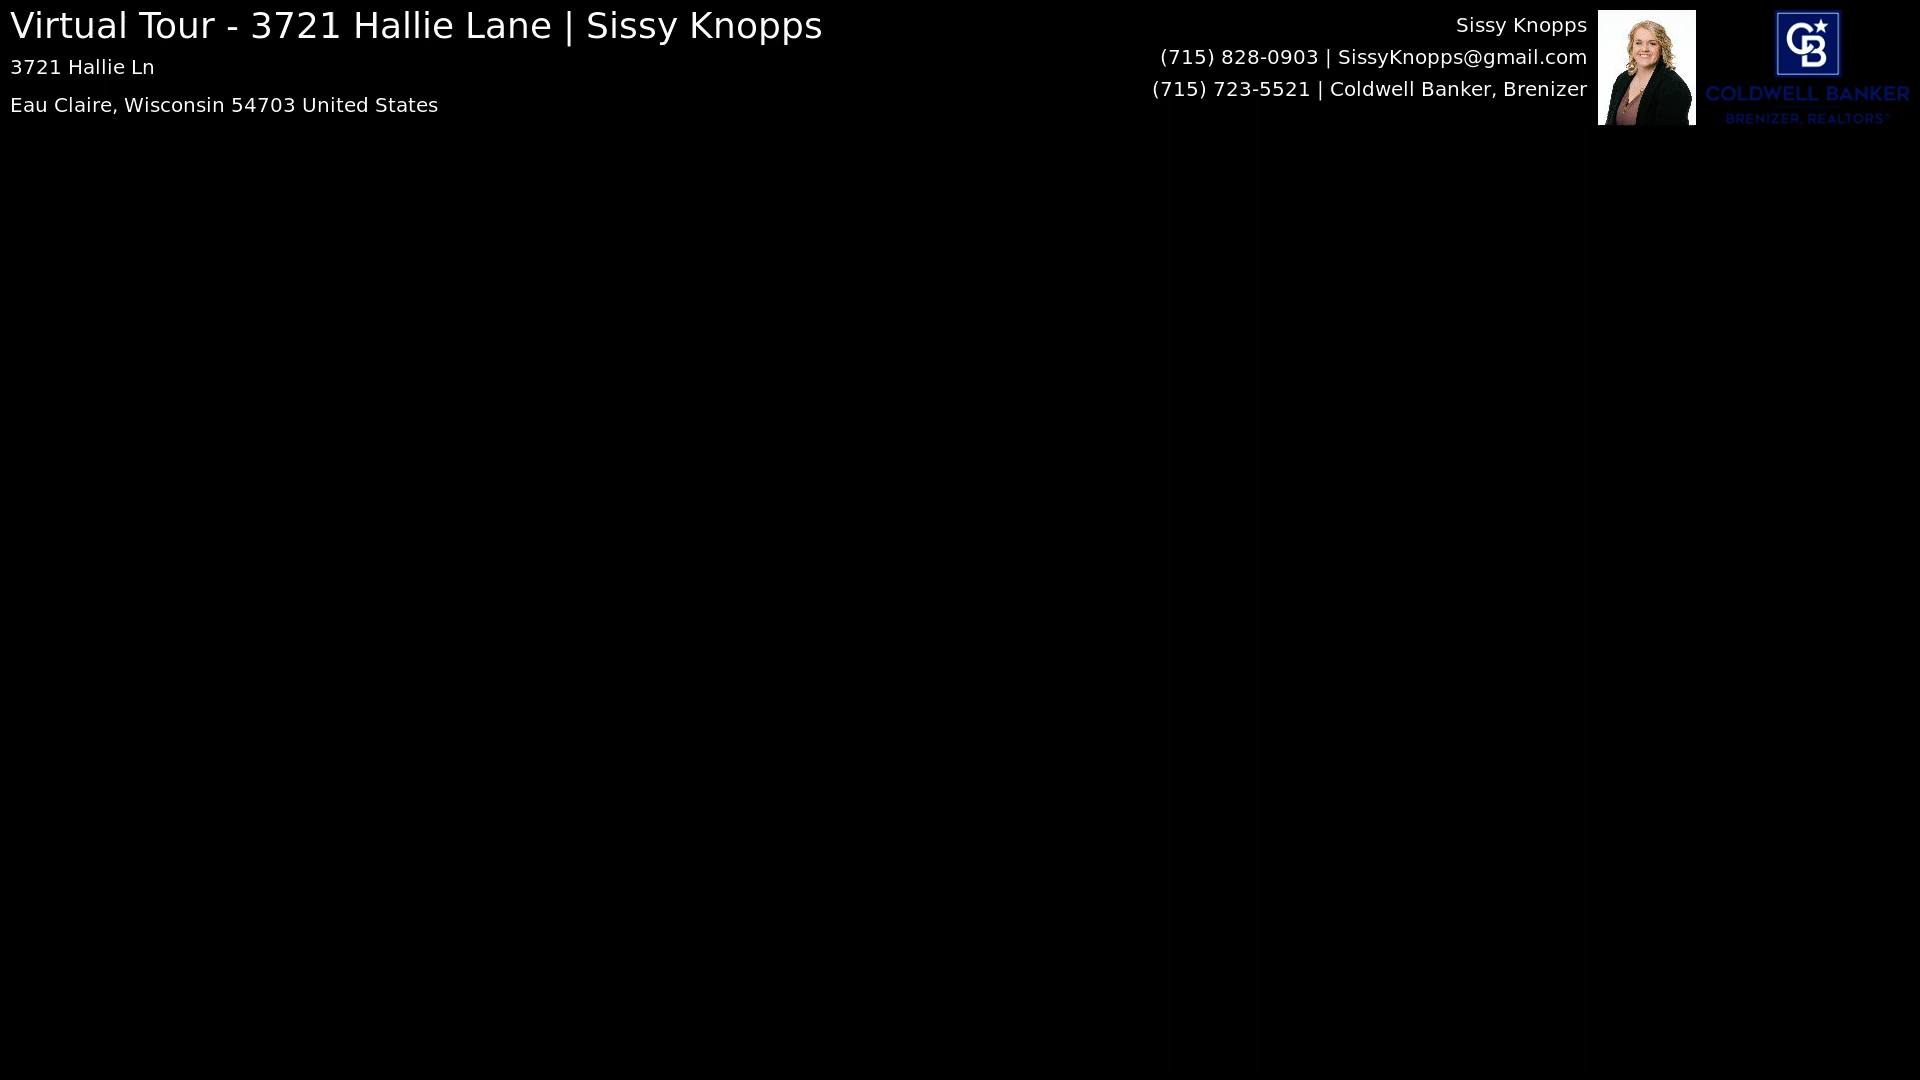 Virtual Tour - 3721 Hallie Lane | Sissy Knopps
3721 Hallie Ln
Eau Claire, Wisconsin 54703 United States
Sissy Knopps
(715) 828-0903 | SissyKnopps@gmail.com
(715) 723-5521 | Coldwell Banker, Brenizer
CB
COLDWELL BANKER
BRENIZER, REALTORS®